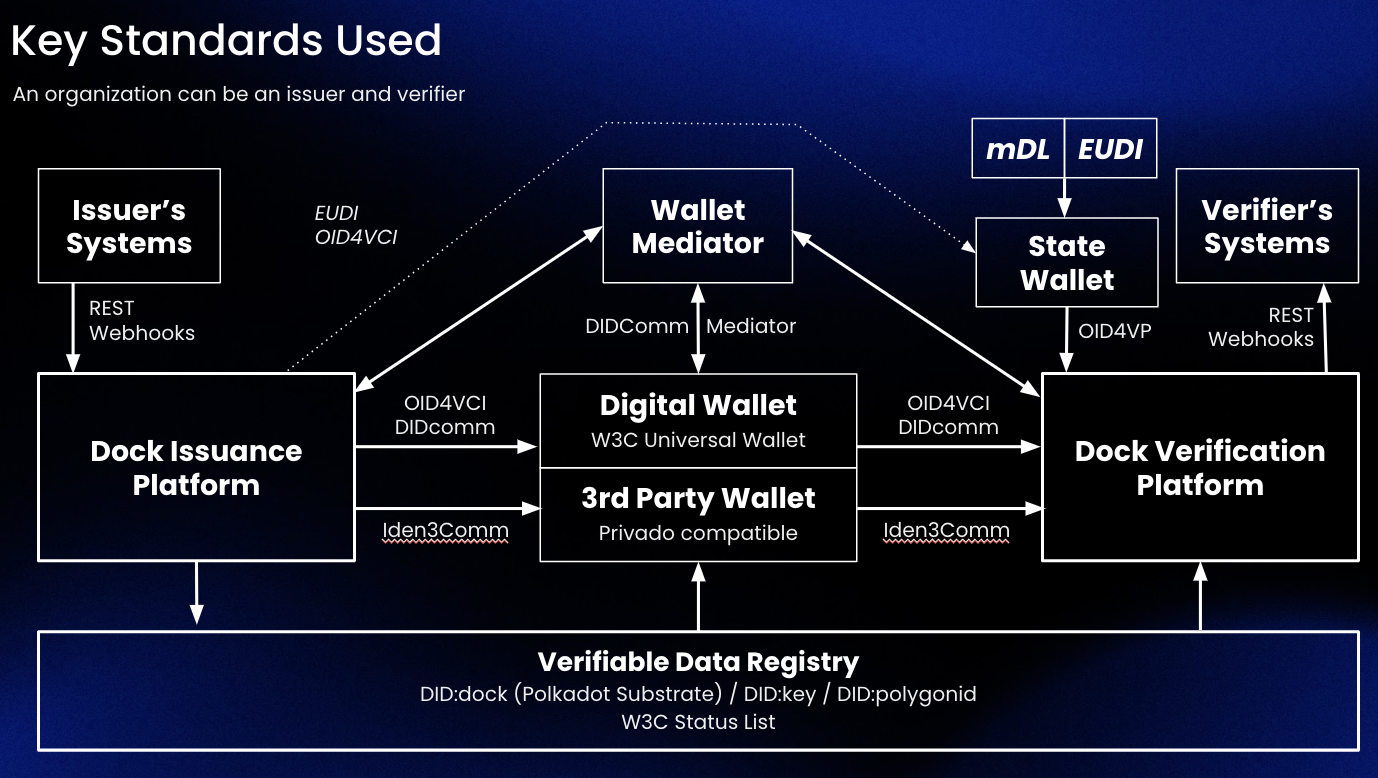 Key Standards Used
An organization can be an issuer and verifier
mDL
EUDI
Issuer's
Systems
EUDI
OID4VCI
Wallet
Mediator
State
Wallet
Verifier's
Systems
REST
Webhooks
DIDComm
Mediator
OID4VP
REST
Webhooks
Dock Issuance
Platform
OID4VCI
DIDcomm
Iden3Comm
Digital Wallet
W3C Universal Wallet
3rd Party Wallet
Privado compatible
OID4VCI
DIDcomm
Iden3Comm
Dock Verification
Platform
Verifiable Data Registry
DID:dock (Polkadot Substrate) / DID:key / DID:polygonid
W3C Status List